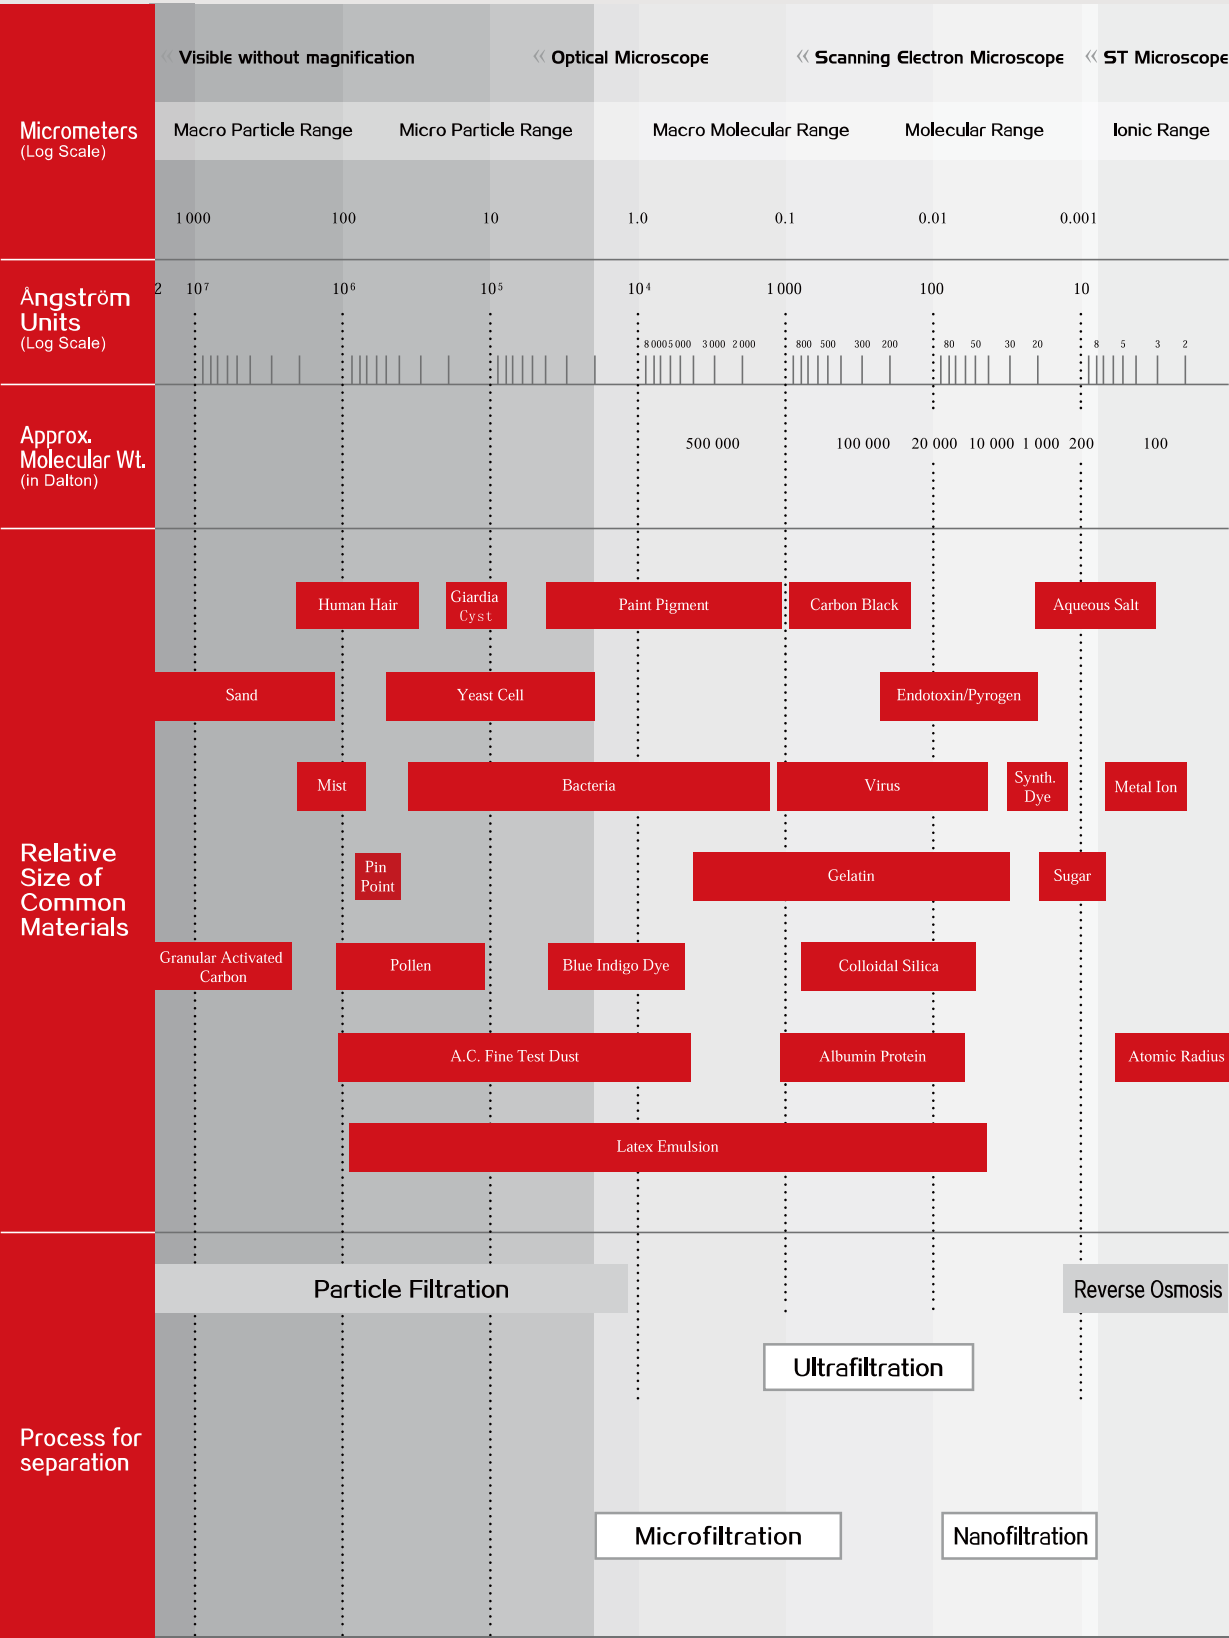 « Visible without magnification « Optical Microscope « Scanning Electron Microscope « ST Microscope
Micrometers
(Log Scale)
Macro Particle Range Micro Particle Range Macro Molecular Range Molecular Range Ionic Range
1 000 100 10 1.0 0.1 0.01 0.001
Ångström
Units
(Log Scale)
2 10⁷ 10⁶ 10⁵ 10⁴ 1 000 100 10
8 000 5 000 3 000 2 000 800 500 300 200 80 50 30 20 8 5 3 2
Approx.
Molecular Wt.
(in Dalton)
500 000 100 000 20 000 10 000 1 000 200 100
Relative
Size of
Common
Materials
Human Hair
Giardia
Cyst
Paint Pigment
Carbon Black
Aqueous Salt
Sand
Yeast Cell
Endotoxin/Pyrogen
Mist
Bacteria
Virus
Synth.
Dye
Metal Ion
Pin
Point
Gelatin
Sugar
Granular Activated
Carbon
Pollen
Blue Indigo Dye
Colloidal Silica
A.C. Fine Test Dust
Albumin Protein
Atomic Radius
Latex Emulsion
Process for
separation
Particle Filtration
Reverse Osmosis
Ultrafiltration
Microfiltration
Nanofiltration